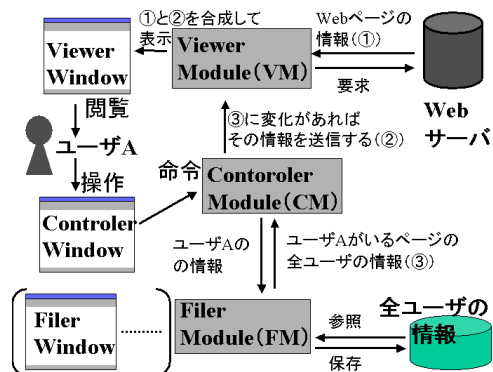 ①と②を合成して
表示
Webページの
情報(①)
Viewer
Window
Viewer
Module(VM)
要求
Web
サーバ
閲覧
③に変化があれば
その情報を送信する(②)
ユーザA
命令
操作
Contoroler
Module(CM)
Controler
Window
ユーザAの
の情報
ユーザAがいるページの
全ユーザの情報(③)
Filer
Window
Filer
Module(FM)
参照
保存
全ユーザの
情報